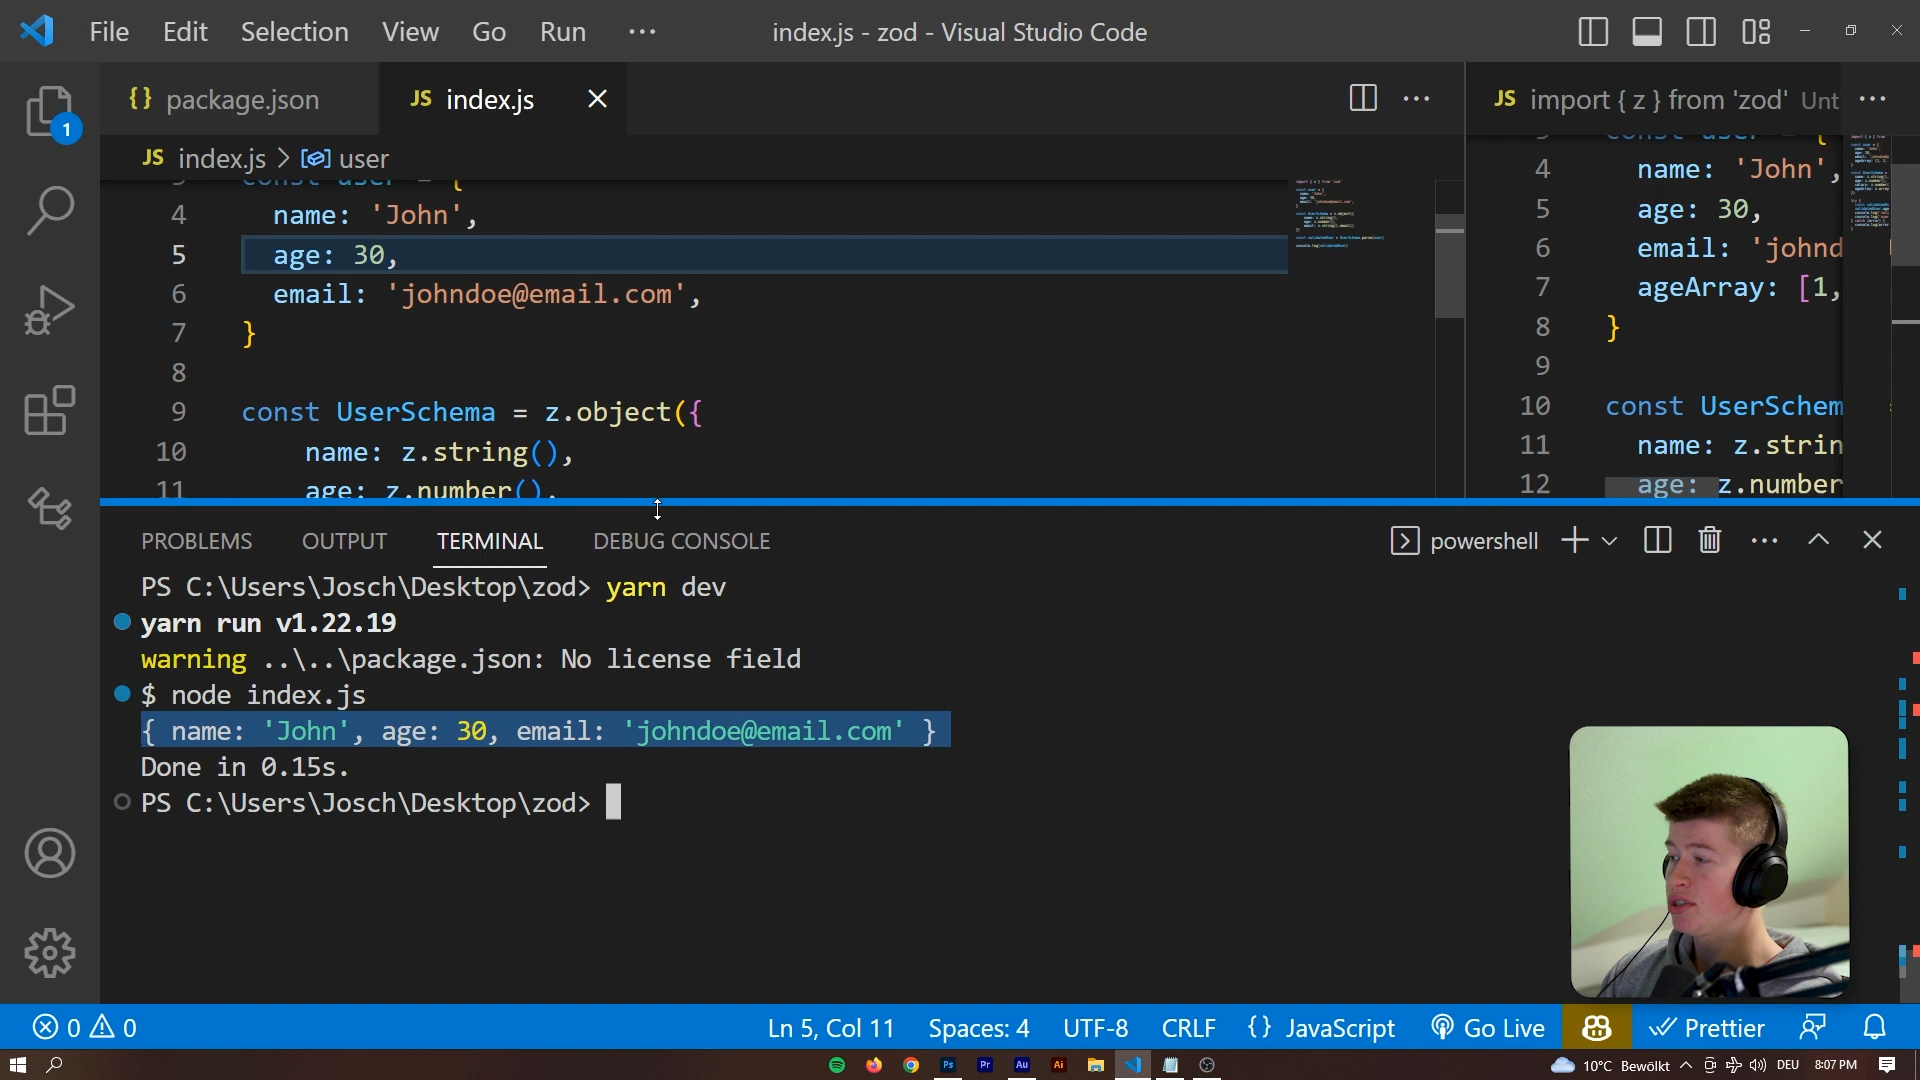 File Edit Selection View Go Run ···
index.js - zod - Visual Studio Code
{} package.json
JS index.js
JS import { z } from 'zod' Unt
1
JS index.js > user
const user = {
4 name: 'John',
5 age: 30,
6 email: 'johndoe@email.com',
7 }
8
9 const UserSchema = z.object({
10 name: z.string(),
11 age: z.number(),
const user = {
4 name: 'John',
5 age: 30,
6 email: 'johnd
7 ageArray: [1,
8 }
9
10 const UserSchem
11 name: z.strin
12 age: z.number
PROBLEMS OUTPUT TERMINAL DEBUG CONSOLE
powershell
PS C:\Users\Josch\Desktop\zod> yarn dev
yarn run v1.22.19
warning ..\..\package.json: No license field
$ node index.js
{ name: 'John', age: 30, email: 'johndoe@email.com' }
Done in 0.15s.
PS C:\Users\Josch\Desktop\zod>
0 0
Ln 5, Col 11 Spaces: 4 UTF-8 CRLF {} JavaScript Go Live Prettier
Ps Pr Au Ai
10°C Bewölkt DEU 8:07 PM